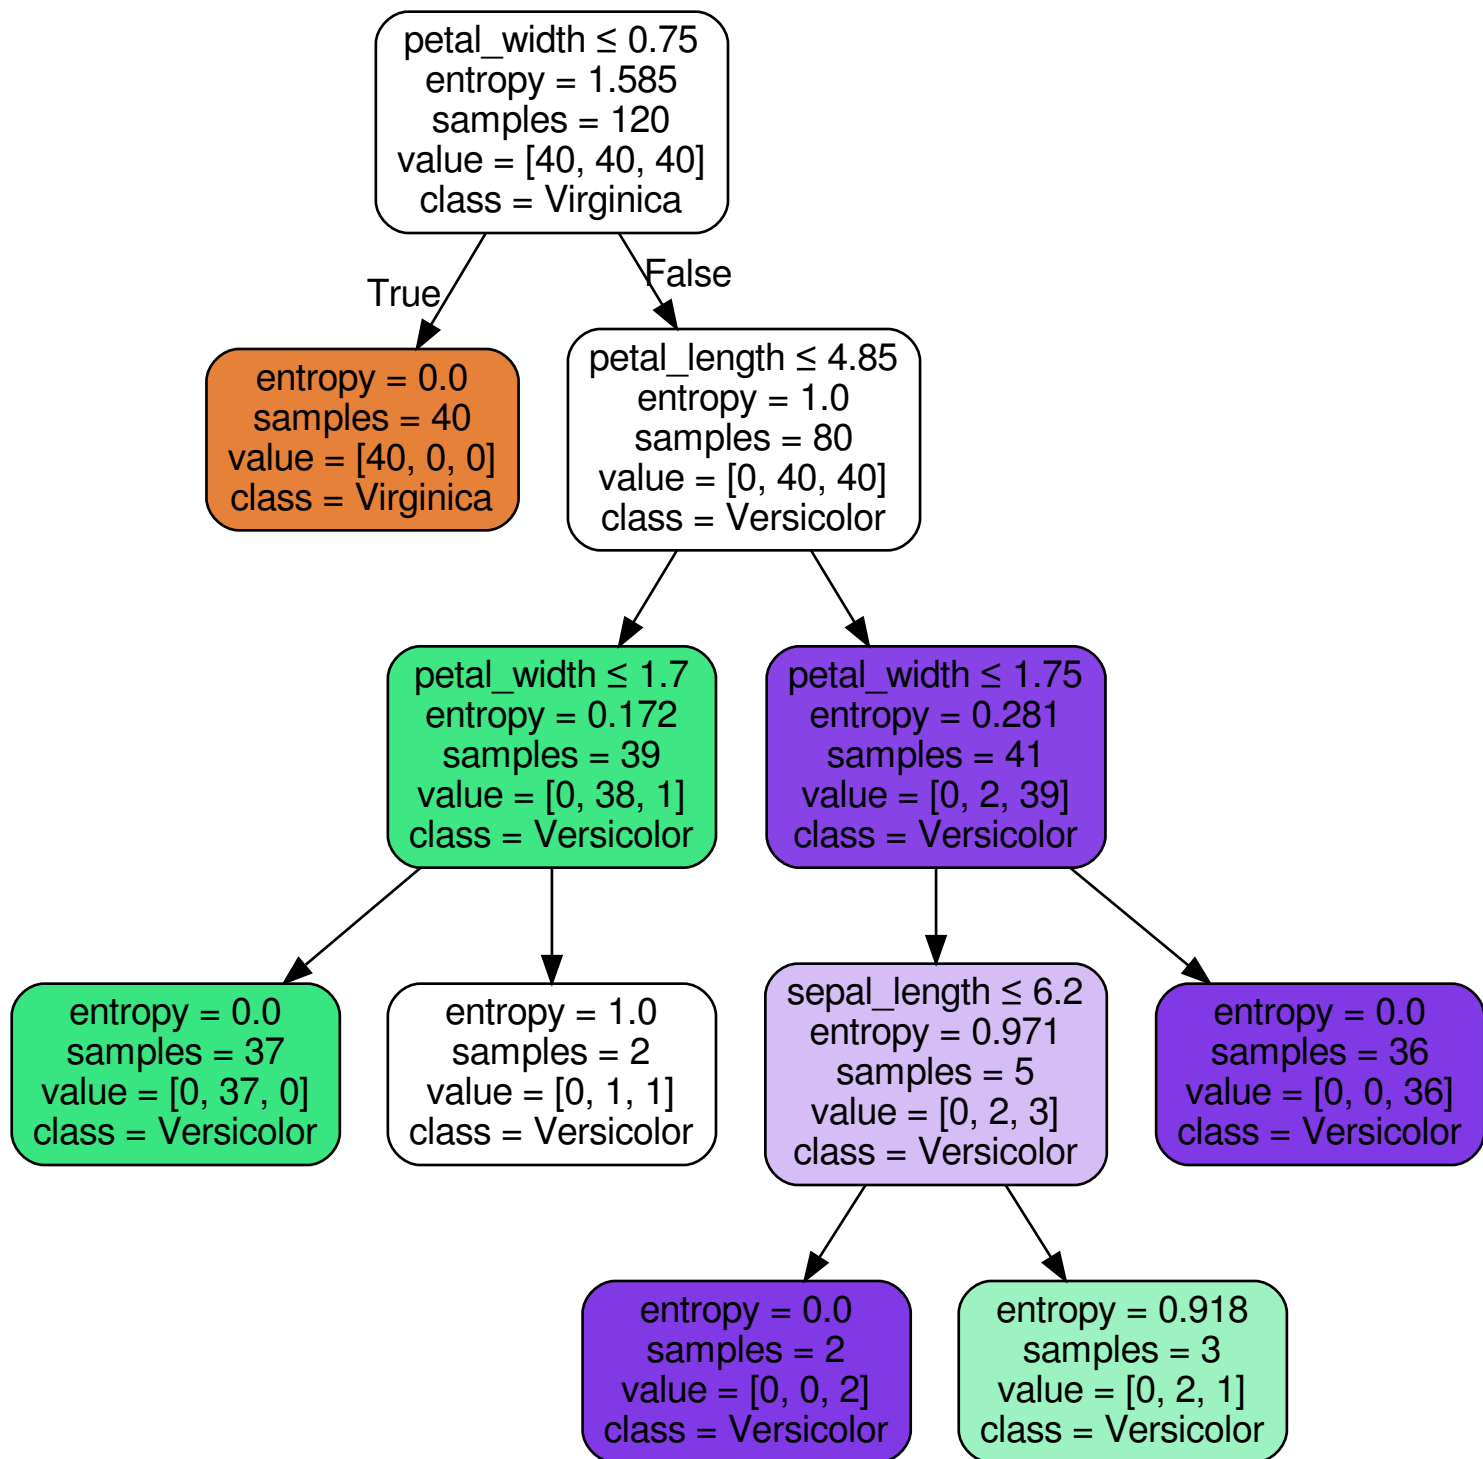 petal_width ≤ 0.75
entropy = 1.585
samples = 120
value = [40, 40, 40]
class = Virginica
True
False
entropy = 0.0
samples = 40
value = [40, 0, 0]
class = Virginica
petal_length ≤ 4.85
entropy = 1.0
samples = 80
value = [0, 40, 40]
class = Versicolor
petal_width ≤ 1.7
entropy = 0.172
samples = 39
value = [0, 38, 1]
class = Versicolor
petal_width ≤ 1.75
entropy = 0.281
samples = 41
value = [0, 2, 39]
class = Versicolor
entropy = 0.0
samples = 37
value = [0, 37, 0]
class = Versicolor
entropy = 1.0
samples = 2
value = [0, 1, 1]
class = Versicolor
sepal_length ≤ 6.2
entropy = 0.971
samples = 5
value = [0, 2, 3]
class = Versicolor
entropy = 0.0
samples = 36
value = [0, 0, 36]
class = Versicolor
entropy = 0.0
samples = 2
value = [0, 0, 2]
class = Versicolor
entropy = 0.918
samples = 3
value = [0, 2, 1]
class = Versicolor